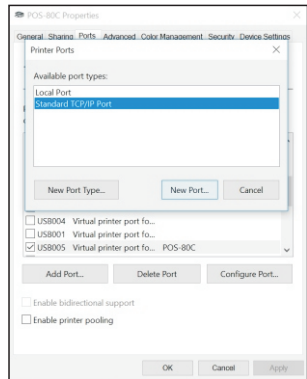 POS-80C Properties
General Sharing Ports Advanced Color Management Security Device Settings
Printer Ports
Available port types:
Local Port
Standard TCP/IP Port
New Port Type... New Port... Cancel
USB004 Virtual printer port fo...
USB001 Virtual printer port fo...
USB005 Virtual printer port fo... POS-80C
Add Port... Delete Port Configure Port...
Enable bidirectional support
Enable printer pooling
OK Cancel Apply